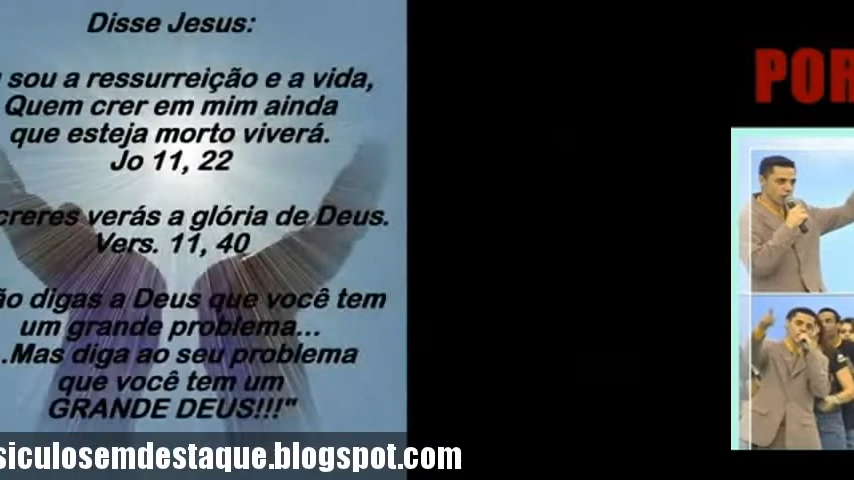 Disse Jesus:
sou a ressurreição e a vida,
Quem crer em mim ainda
que esteja morto viverá.
Jo 11, 22
creres verás a glória de Deus.
Vers. 11, 40
ão digas a Deus que você tem
um grande problema...
.Mas diga ao seu problema
que você tem um
GRANDE DEUS!!!"
siculosemdestaque.blogspot.com
POR